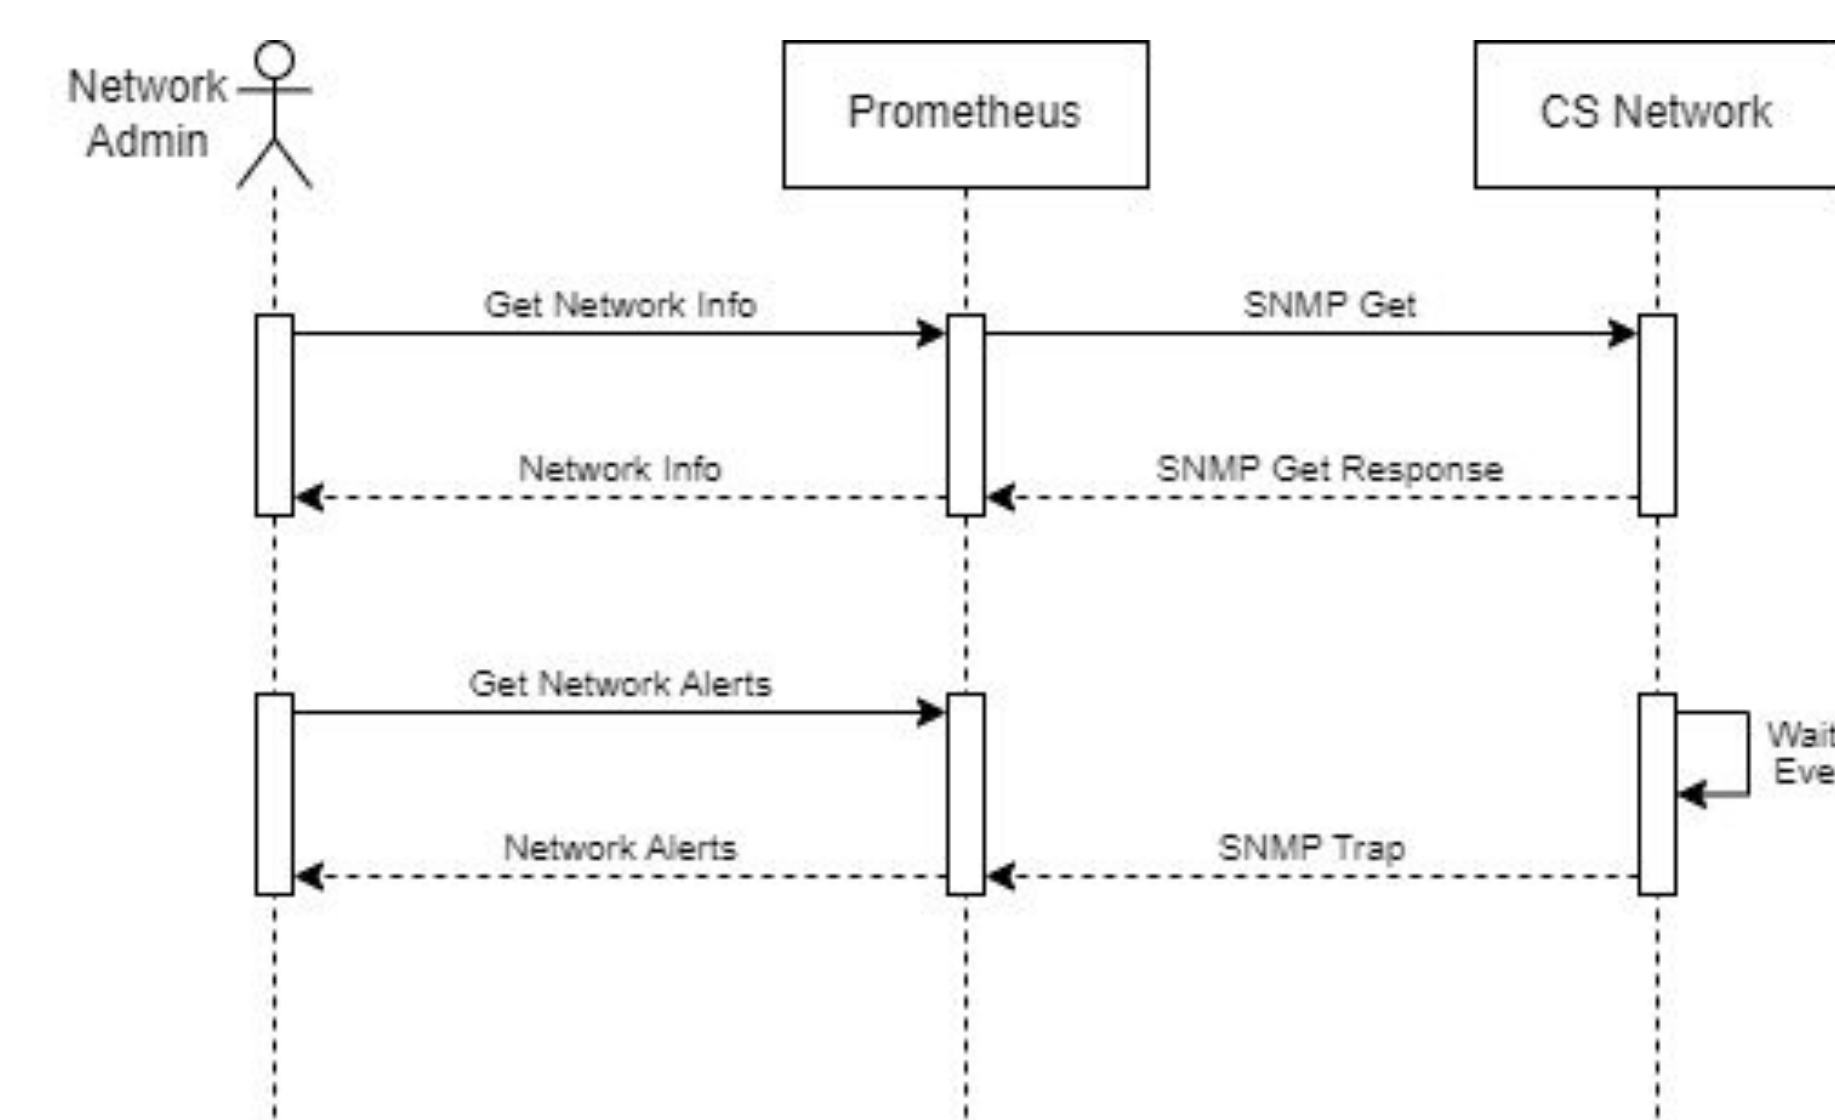 Network
Admin
Prometheus
CS Network
Get Network Info
SNMP Get
Network Info
SNMP Get Response
Get Network Alerts
Wait
Network Alerts
SNMP Trap